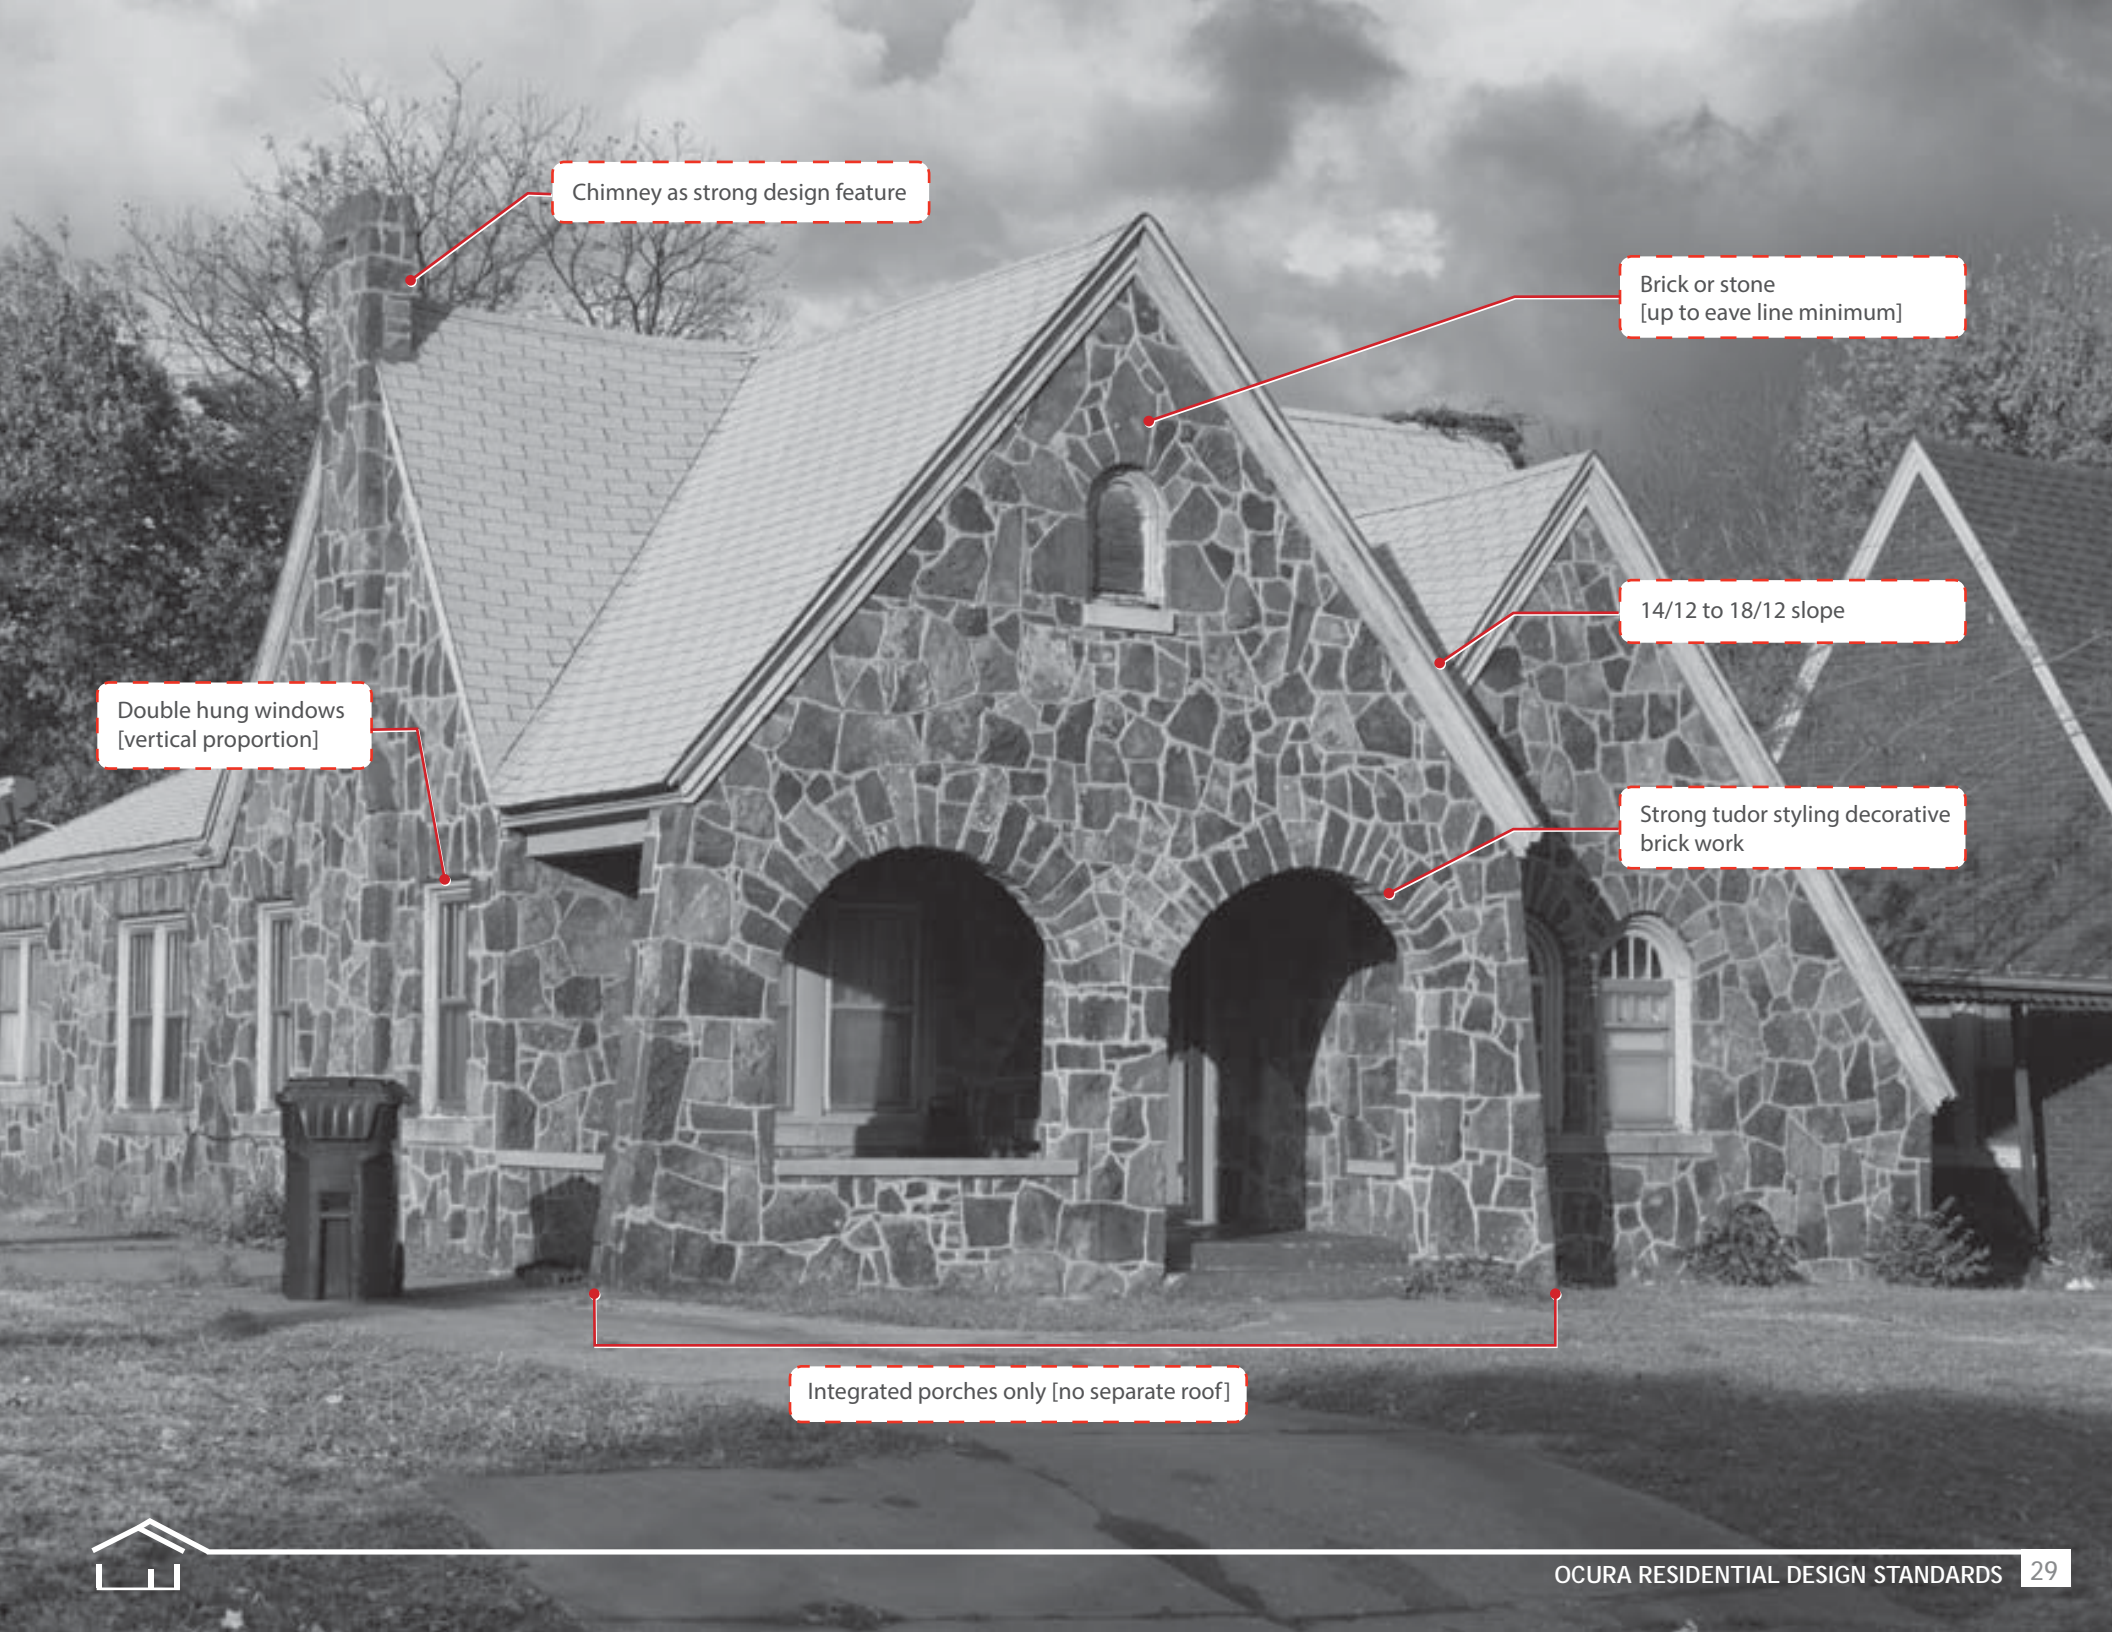 Chimney as strong design feature
Brick or stone
[up to eave line minimum]
14/12 to 18/12 slope
Double hung windows
[vertical proportion]
Strong tudor styling decorative
brick work
Integrated porches only [no separate roof]
OCURA RESIDENTIAL DESIGN STANDARDS 29